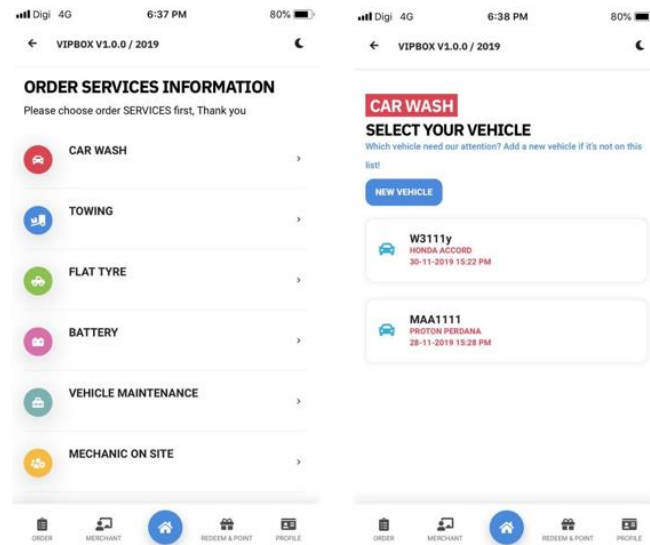 Digi 4G 6:37 PM 80%
VIPBOX V1.0.0 / 2019
ORDER SERVICES INFORMATION
Please choose order SERVICES first, Thank you
CAR WASH
TOWING
FLAT TYRE
BATTERY
VEHICLE MAINTENANCE
MECHANIC ON SITE
ORDER MERCHANT REDEEM & POINT PROFILE
Digi 4G 6:38 PM 80%
VIPBOX V1.0.0 / 2019
CAR WASH
SELECT YOUR VEHICLE
Which vehicle need our attention? Add a new vehicle if it's not on this
list!
NEW VEHICLE
W3111y
HONDA ACCORD
30-11-2019 15:22 PM
MAA1111
PROTON PERDANA
28-11-2019 15:28 PM
ORDER MERCHANT REDEEM & POINT PROFILE